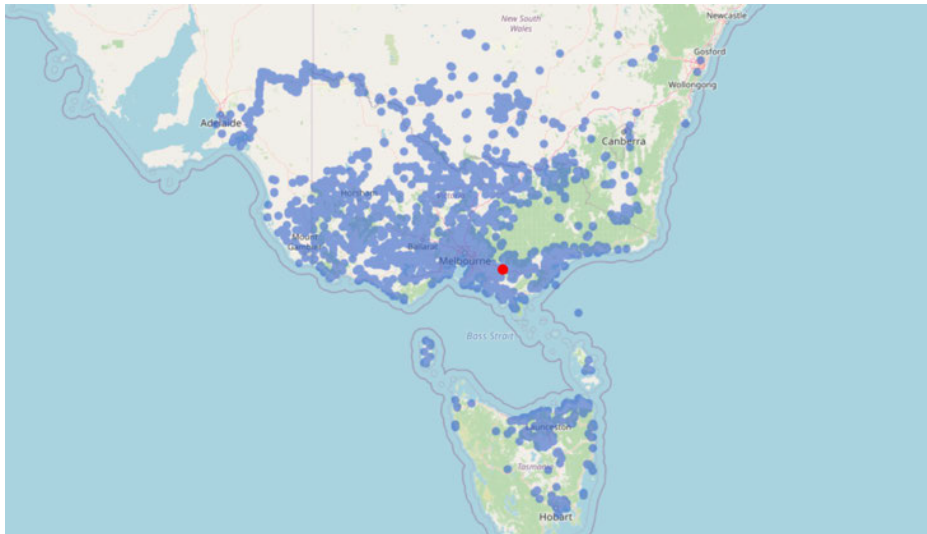 Newcastle
New South
Wales
Gosford
Wollongong
Adelaide
Canberra
Horsham
Mount
Gambier
Ballarat
Melbourne
Bass Strait
Launceston
Tasmania
Hobart